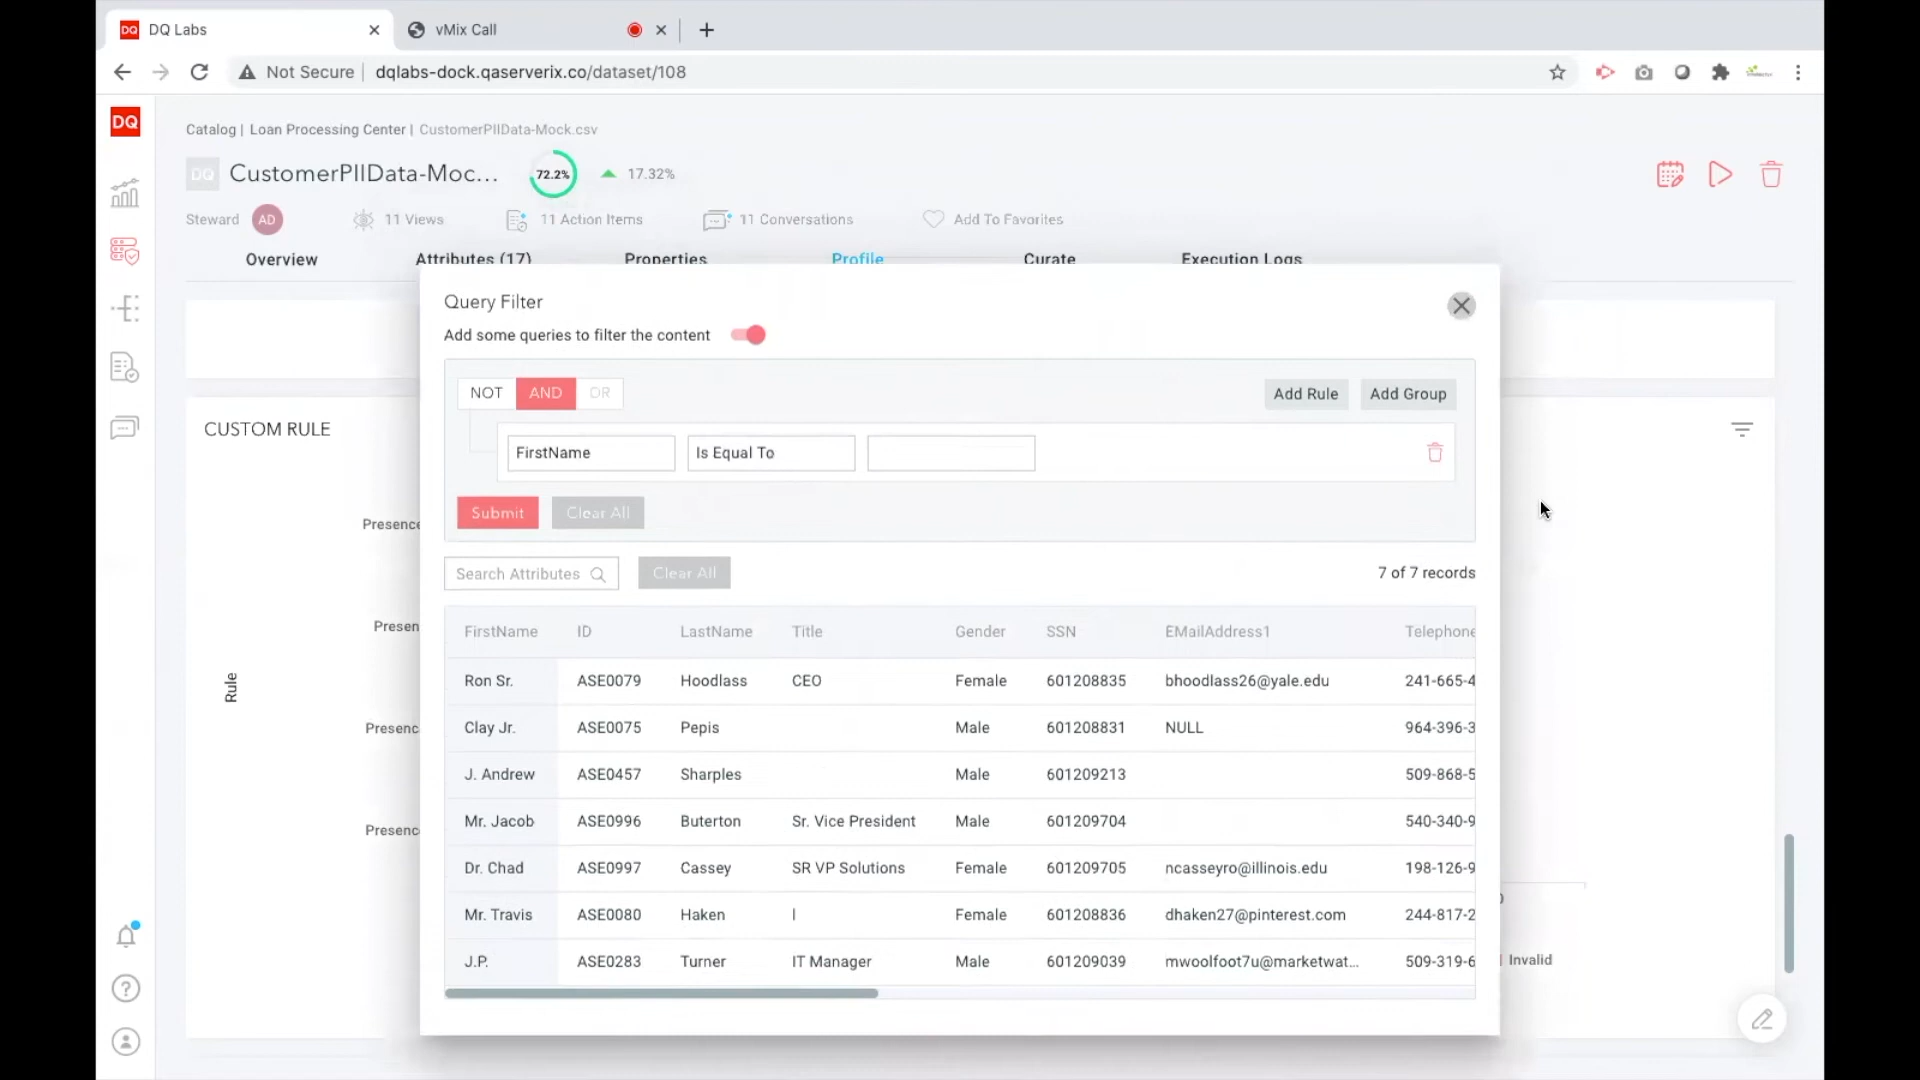 DQ DQ Labs
vMix Call
Not Secure dqlabs-dock.qaserverix.co/dataset/108
DQ
Catalog | Loan Processing Center | CustomerPIIData-Mock.csv
DQ CustomerPIIData-Moc... 72.2% 17.32%
Steward AD 11 Views 11 Action Items 11 Conversations Add To Favorites
Overview Attributes (17) Properties Profile Curate Execution Logs
Query Filter
Add some queries to filter the content
NOT AND OR Add Rule Add Group
CUSTOM RULE
FirstName Is Equal To
Submit Clear All
Presence
Search Attributes Clear All 7 of 7 records
FirstName ID LastName Title Gender SSN EMailAddress1 Telephone
Presen
Rule
Ron Sr. ASE0079 Hoodlass CEO Female 601208835 bhoodlass26@yale.edu 241-665-4
Clay Jr. ASE0075 Pepis Male 601208831 NULL 964-396-3
Presenc
J. Andrew ASE0457 Sharples Male 601209213 509-868-5
Mr. Jacob ASE0996 Buterton Sr. Vice President Male 601209704 540-340-9
Presenc
Dr. Chad ASE0997 Cassey SR VP Solutions Female 601209705 ncasseyro@illinois.edu 198-126-9
Mr. Travis ASE0080 Haken I Female 601208836 dhaken27@pinterest.com 244-817-2
J.P. ASE0283 Turner IT Manager Male 601209039 mwoolfoot7u@marketwat... 509-319-6
Invalid